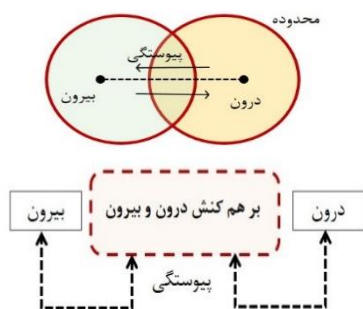 محدوده
پیوستگی
درون
بیرون
درون
بر هم کنش درون و بیرون
بیرون
پیوستگی